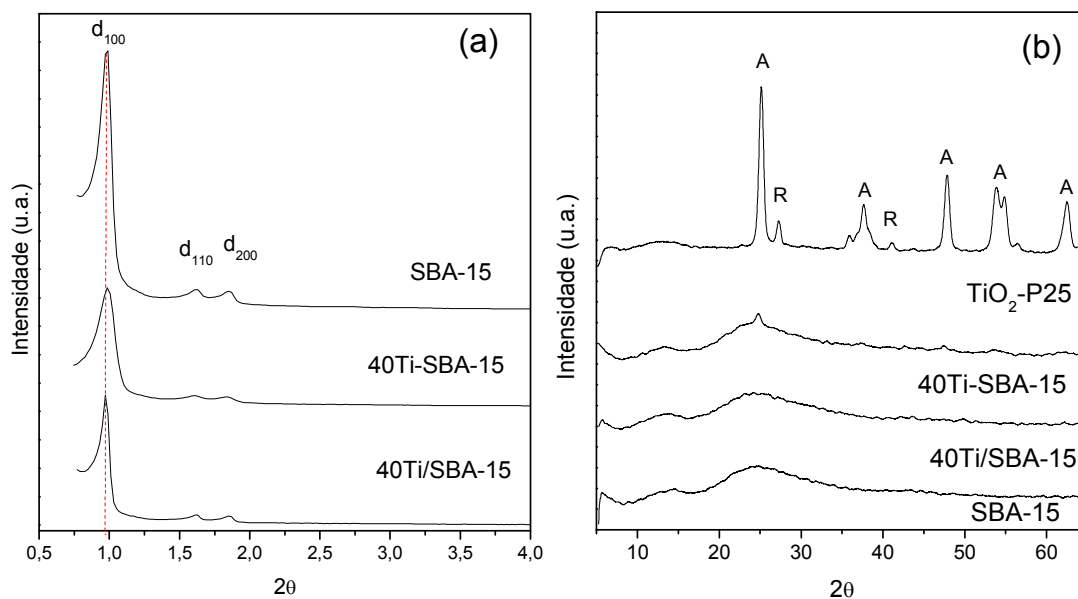 (a)
d100
d110
d200
SBA-15
40Ti-SBA-15
40Ti/SBA-15
Intensidade (u.a.)
0,5 1,0 1,5 2,0 2,5 3,0 3,5 4,0
2θ
(b)
A
R
A
R
A
A
A
TiO2-P25
40Ti-SBA-15
40Ti/SBA-15
SBA-15
Intensidade (u.a.)
10 20 30 40 50 60
2θ